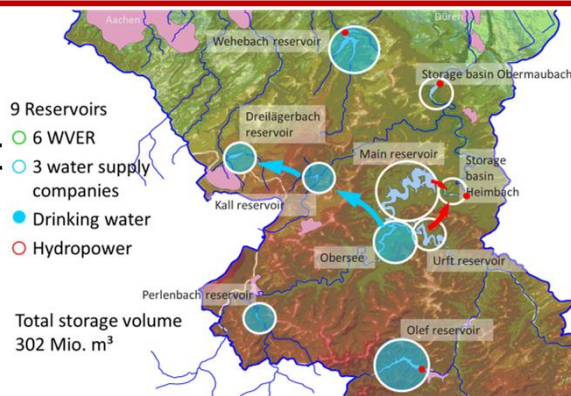 Aachen
Düren
Wehebach reservoir
Storage basin Obermaubach
9 Reservoirs
6 WVER
3 water supply
companies
Drinking water
Hydropower
Dreilägerbach
reservoir
Main reservoir
Storage
basin
Heimbach
Kall reservoir
Obersee
Urft reservoir
Perlenbach reservoir
Total storage volume
302 Mio. m³
Olef reservoir